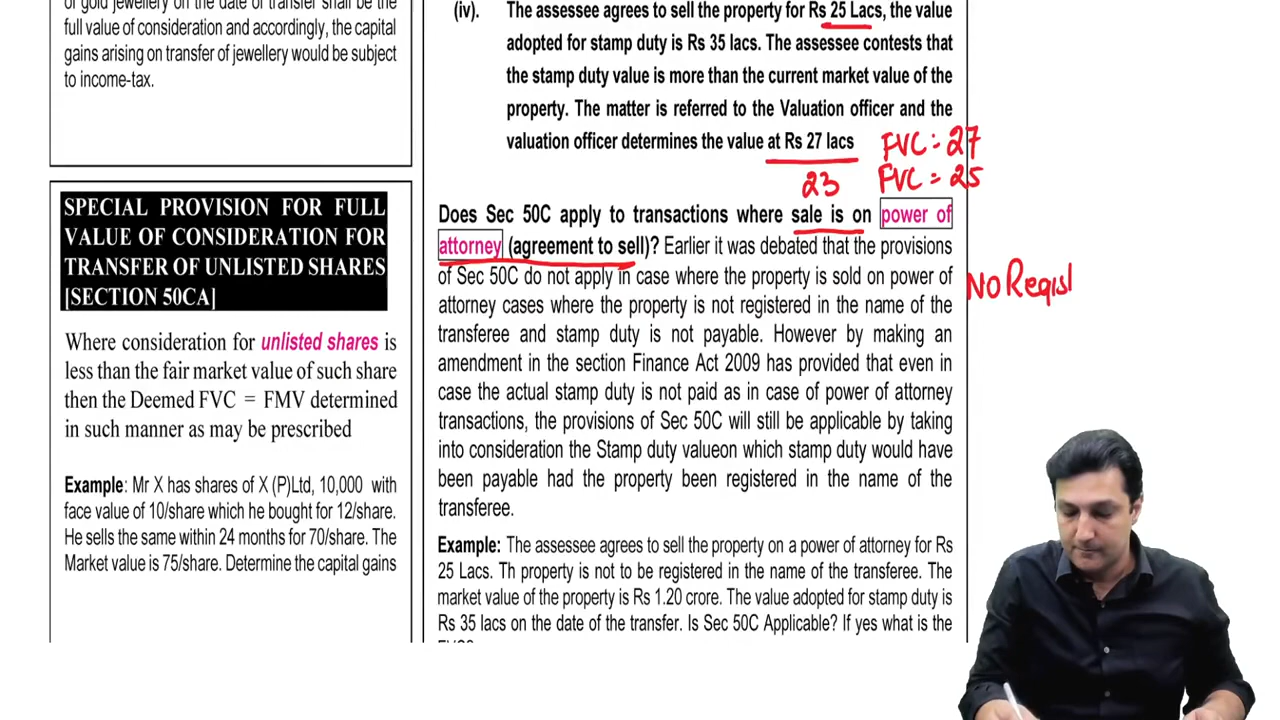 of gold jewellery on the date of transfer shall be the
full value of consideration and accordingly, the capital
gains arising on transfer of jewellery would be subject
to income-tax.
SPECIAL PROVISION FOR FULL
VALUE OF CONSIDERATION FOR
TRANSFER OF UNLISTED SHARES
[SECTION 50CA]
Where consideration for unlisted shares is
less than the fair market value of such share
then the Deemed FVC = FMV determined
in such manner as may be prescribed
Example: Mr X has shares of X (P)Ltd, 10,000 with
face value of 10/share which he bought for 12/share.
He sells the same within 24 months for 70/share. The
Market value is 75/share. Determine the capital gains
(iv). The assessee agrees to sell the property for Rs 25 Lacs, the value
adopted for stamp duty is Rs 35 lacs. The assessee contests that
the stamp duty value is more than the current market value of the
property. The matter is referred to the Valuation officer and the
valuation officer determines the value at Rs 27 lacs
FVC = 27
23 FVC = 25
Does Sec 50C apply to transactions where sale is on power of
attorney (agreement to sell)? Earlier it was debated that the provisions
of Sec 50C do not apply in case where the property is sold on power of
attorney cases where the property is not registered in the name of the
transferee and stamp duty is not payable. However by making an
amendment in the section Finance Act 2009 has provided that even in
case the actual stamp duty is not paid as in case of power of attorney
transactions, the provisions of Sec 50C will still be applicable by taking
into consideration the Stamp duty valueon which stamp duty would have
been payable had the property been registered in the name of the
transferee.
NO Regist
Example: The assessee agrees to sell the property on a power of attorney for Rs
25 Lacs. Th property is not to be registered in the name of the transferee. The
market value of the property is Rs 1.20 crore. The value adopted for stamp duty is
Rs 35 lacs on the date of the transfer. Is Sec 50C Applicable? If yes what is the